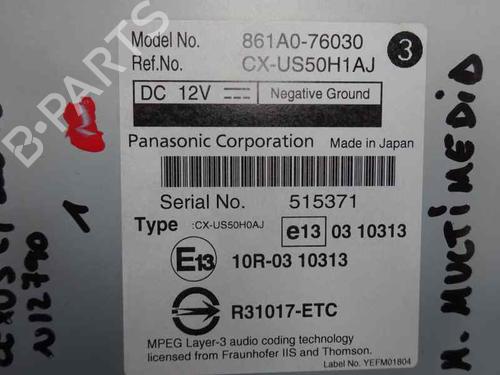 Model No. 861A0-76030 3
Ref.No. CX-US50H1AJ
DC 12V Negative Ground
Panasonic Corporation Made in Japan
Serial No. 515371
Type :CX-US50H0AJ e13 03 10313
E13 10R-03 10313
R31017-ETC
MPEG Layer-3 audio coding technology
licensed from Fraunhofer IIS and Thomson.
Label No. YEFM01804
B-PARTS
N12790
1
M. MULTIMEDIA